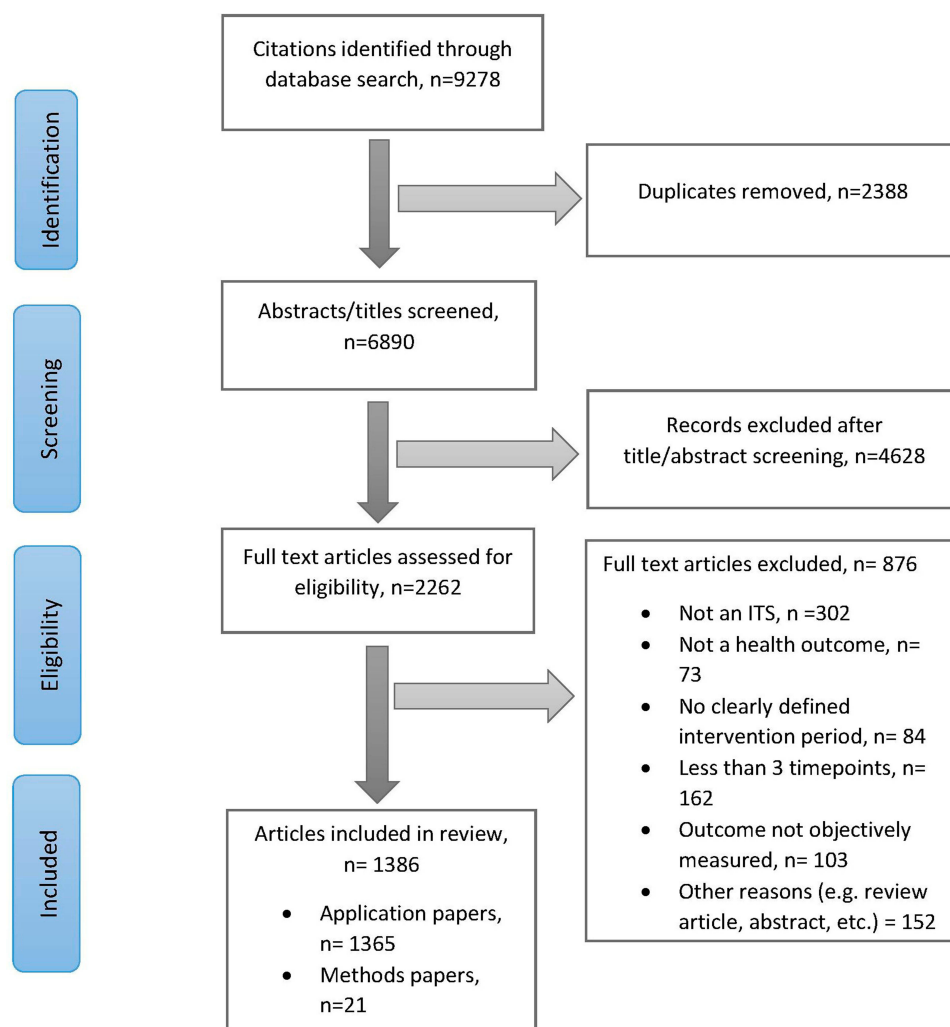 Citations identified through
database search, n=9278
Identification
Duplicates removed, n=2388
Abstracts/titles screened,
n=6890
Screening
Records excluded after
title/abstract screening, n=4628
Full text articles assessed for
eligibility, n=2262
Eligibility
Full text articles excluded, n= 876
• Not an ITS, n =302
• Not a health outcome, n=
73
• No clearly defined
intervention period, n= 84
• Less than 3 timepoints, n=
162
• Outcome not objectively
measured, n= 103
• Other reasons (e.g. review
article, abstract, etc.) = 152
Included
Articles included in review,
n= 1386
• Application papers,
n= 1365
• Methods papers,
n=21